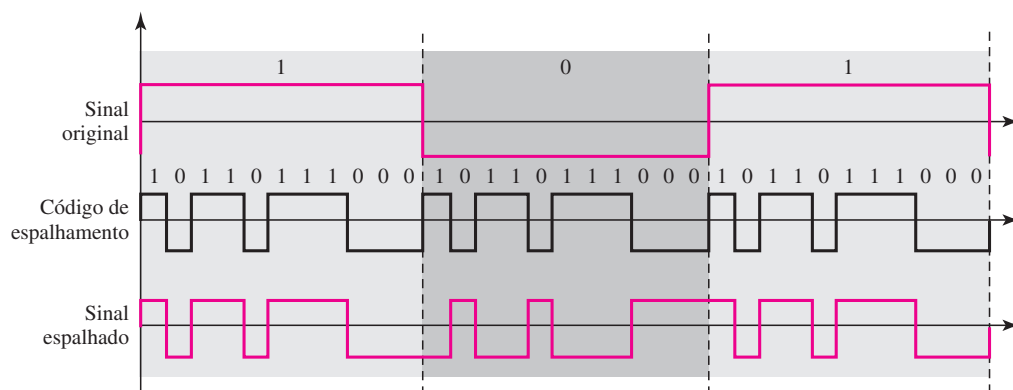 1 0 1
Sinal
original
1 0 1 1 0 1 1 1 0 0 0 1 0 1 1 0 1 1 1 0 0 0 1 0 1 1 0 1 1 1 0 0 0
Código de
espalhamento
Sinal
espalhado